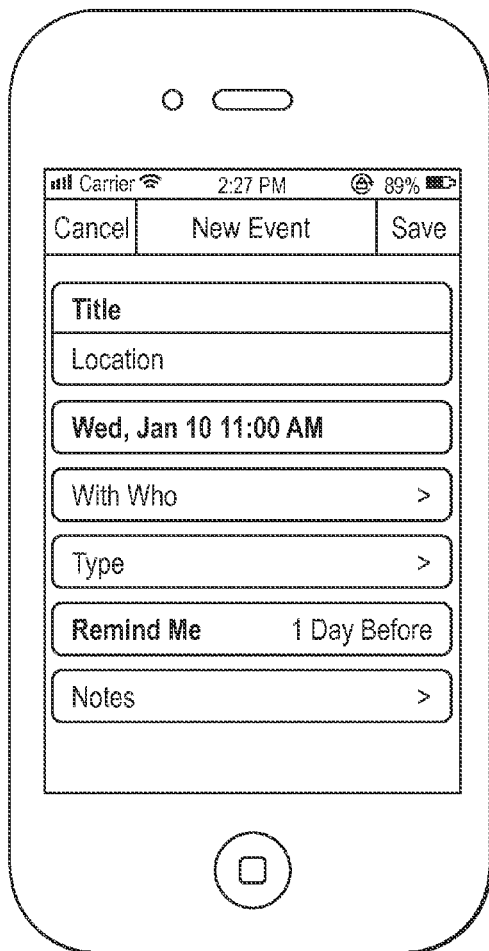 Carrier 2:27 PM 89%
Cancel New Event Save
Title
Location
Wed, Jan 10 11:00 AM
With Who >
Type >
Remind Me 1 Day Before
Notes >